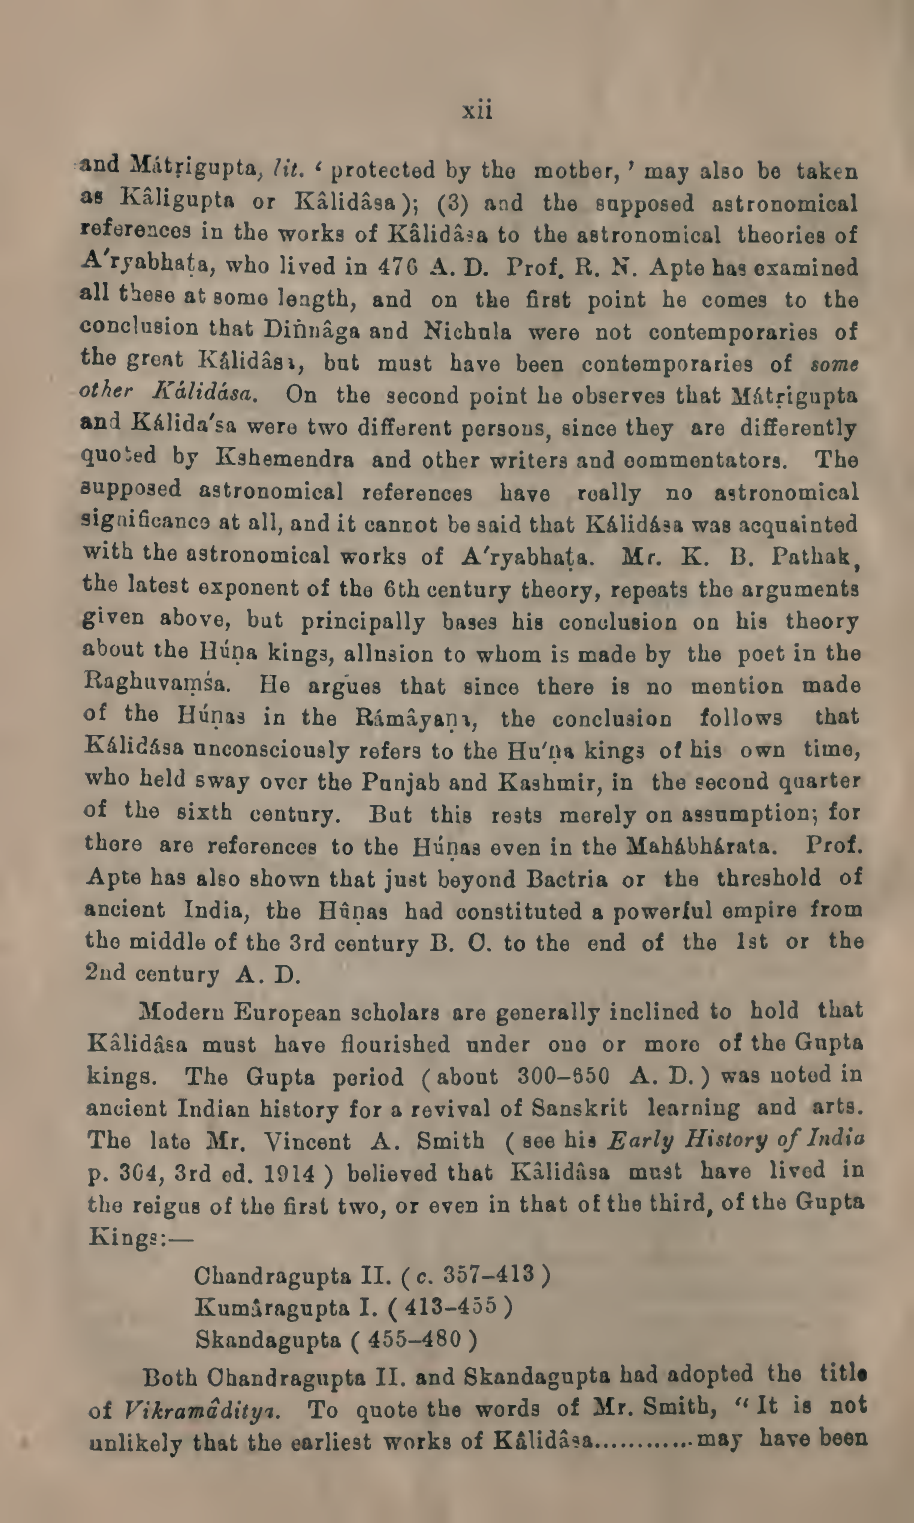 xii
and Mátṛigupta, lit. ‘ protected by the mother, ’ may also be taken
as Kâligupta or Kâlidâsa ); (3) and the supposed astronomical
references in the works of Kâlidâsa to the astronomical theories of
A′ryabhaṭa, who lived in 476 A. D. Prof. R. N. Apte has examined
all these at some length, and on the first point he comes to the
conclusion that Diṅnâga and Nichula were not contemporaries of
the great Kâlidâsa, but must have been contemporaries of some
other Kálidása. On the second point he observes that Mátṛigupta
and Kálida′sa were two different persons, since they are differently
quoted by Kshemendra and other writers and commentators. The
supposed astronomical references have really no astronomical
significance at all, and it cannot be said that Kálidása was acquainted
with the astronomical works of A′ryabhaṭa. Mr. K. B. Pathak,
the latest exponent of the 6th century theory, repeats the arguments
given above, but principally bases his conclusion on his theory
about the Húṇa kings, allusion to whom is made by the poet in the
Raghuvaṃśa. He argues that since there is no mention made
of the Húṇas in the Rámâyaṇa, the conclusion follows that
Kálidása unconsciously refers to the Hu′ṇa kings of his own time,
who held sway over the Punjab and Kashmir, in the second quarter
of the sixth century. But this rests merely on assumption; for
there are references to the Húṇas even in the Mahábhárata. Prof.
Apte has also shown that just beyond Bactria or the threshold of
ancient India, the Hûṇas had constituted a powerful empire from
the middle of the 3rd century B. C. to the end of the 1st or the
2nd century A. D.
Modern European scholars are generally inclined to hold that
Kâlidâsa must have flourished under one or more of the Gupta
kings. The Gupta period ( about 300–650 A. D. ) was noted in
ancient Indian history for a revival of Sanskrit learning and arts.
The late Mr. Vincent A. Smith ( see his Early History of India
p. 304, 3rd ed. 1914 ) believed that Kâlidâsa must have lived in
the reigns of the first two, or even in that of the third, of the Gupta
Kings:—
Chandragupta II. ( c. 357–413 )
Kumâragupta I. ( 413–455 )
Skandagupta ( 455–480 )
Both Chandragupta II. and Skandagupta had adopted the title
of Vikramâditya. To quote the words of Mr. Smith, “ It is not
unlikely that the earliest works of Kâlidâsa............may have been